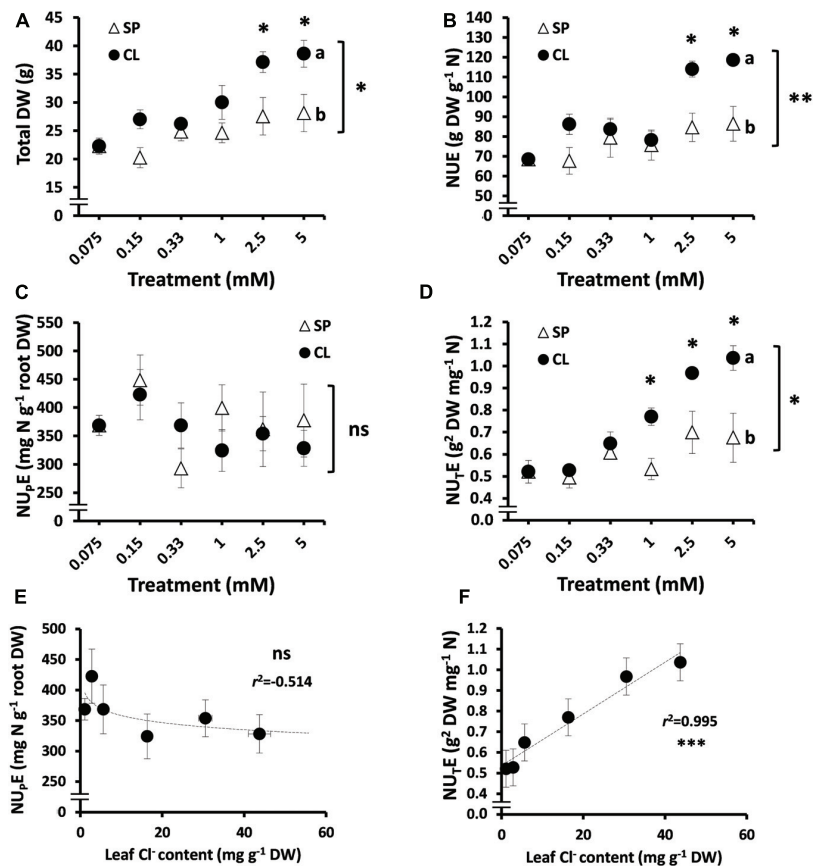 A
△ SP
● CL
Total DW (g)
45
40
35
30
25
20
15
0
* *
a
b
*
0.075 0.15 0.33 1 2.5 5
Treatment (mM)
B
△ SP
● CL
NUE (g DW g⁻¹ N)
140
130
120
110
100
90
80
70
60
0
* *
a
b
**
0.075 0.15 0.33 1 2.5 5
Treatment (mM)
C
△ SP
● CL
NUPE (mg N g⁻¹ root DW)
550
500
450
400
350
300
250
0
ns
0.075 0.15 0.33 1 2.5 5
Treatment (mM)
D
△ SP
● CL
NUTE (g² DW mg⁻¹ N)
1.2
1.1
1.0
0.9
0.8
0.7
0.6
0.5
0.4
0.0
* * *
a
b
*
0.075 0.15 0.33 1 2.5 5
Treatment (mM)
E
NUPE (mg N g⁻¹ root DW)
500
450
400
350
300
250
0
ns
r²=-0.514
0 20 40 60
Leaf Cl⁻ content (mg g⁻¹ DW)
F
NUTE (g² DW mg⁻¹ N)
1.2
1.1
1.0
0.9
0.8
0.7
0.6
0.5
0.4
0.0
r²=0.995
***
0 20 40 60
Leaf Cl⁻ content (mg g⁻¹ DW)